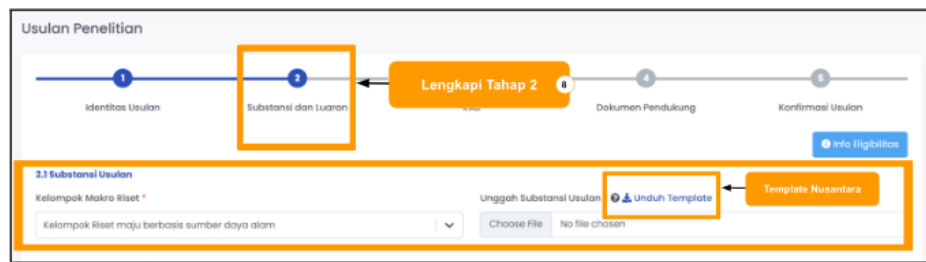 Usulan Penelitian
1 2 Lengkapi Tahap 2 8 4 5
Identitas Usulan Substansi dan Luaran Dokumen Pendukung Konfirmasi Usulan
Info Eligibilitas
2.1 Substansi Usulan
Kelompok Makro Riset * Unggah Substansi Usulan Unduh Template Template Nusantara
Kelompok Riset maju berbasis sumber daya alam Choose File No file chosen